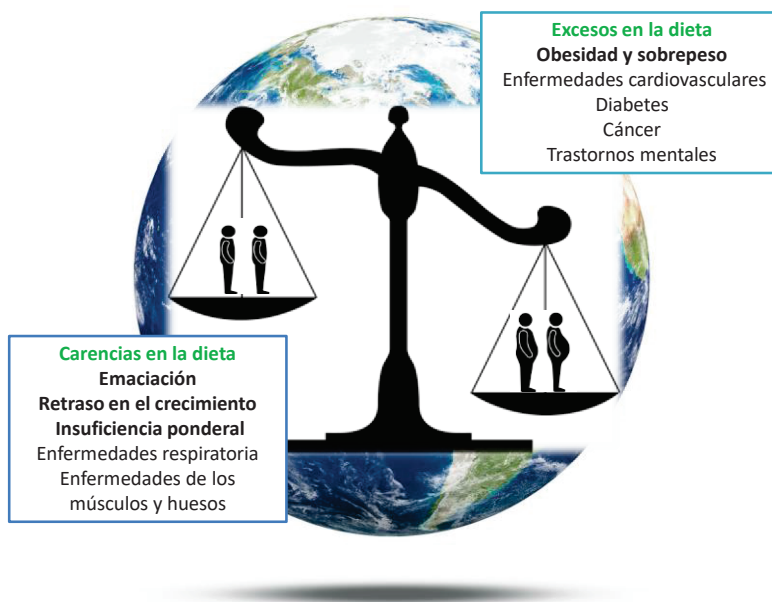 Excesos en la dieta
Obesidad y sobrepeso
Enfermedades cardiovasculares
Diabetes
Cáncer
Trastornos mentales
Carencias en la dieta
Emaciación
Retraso en el crecimiento
Insuficiencia ponderal
Enfermedades respiratoria
Enfermedades de los
músculos y huesos